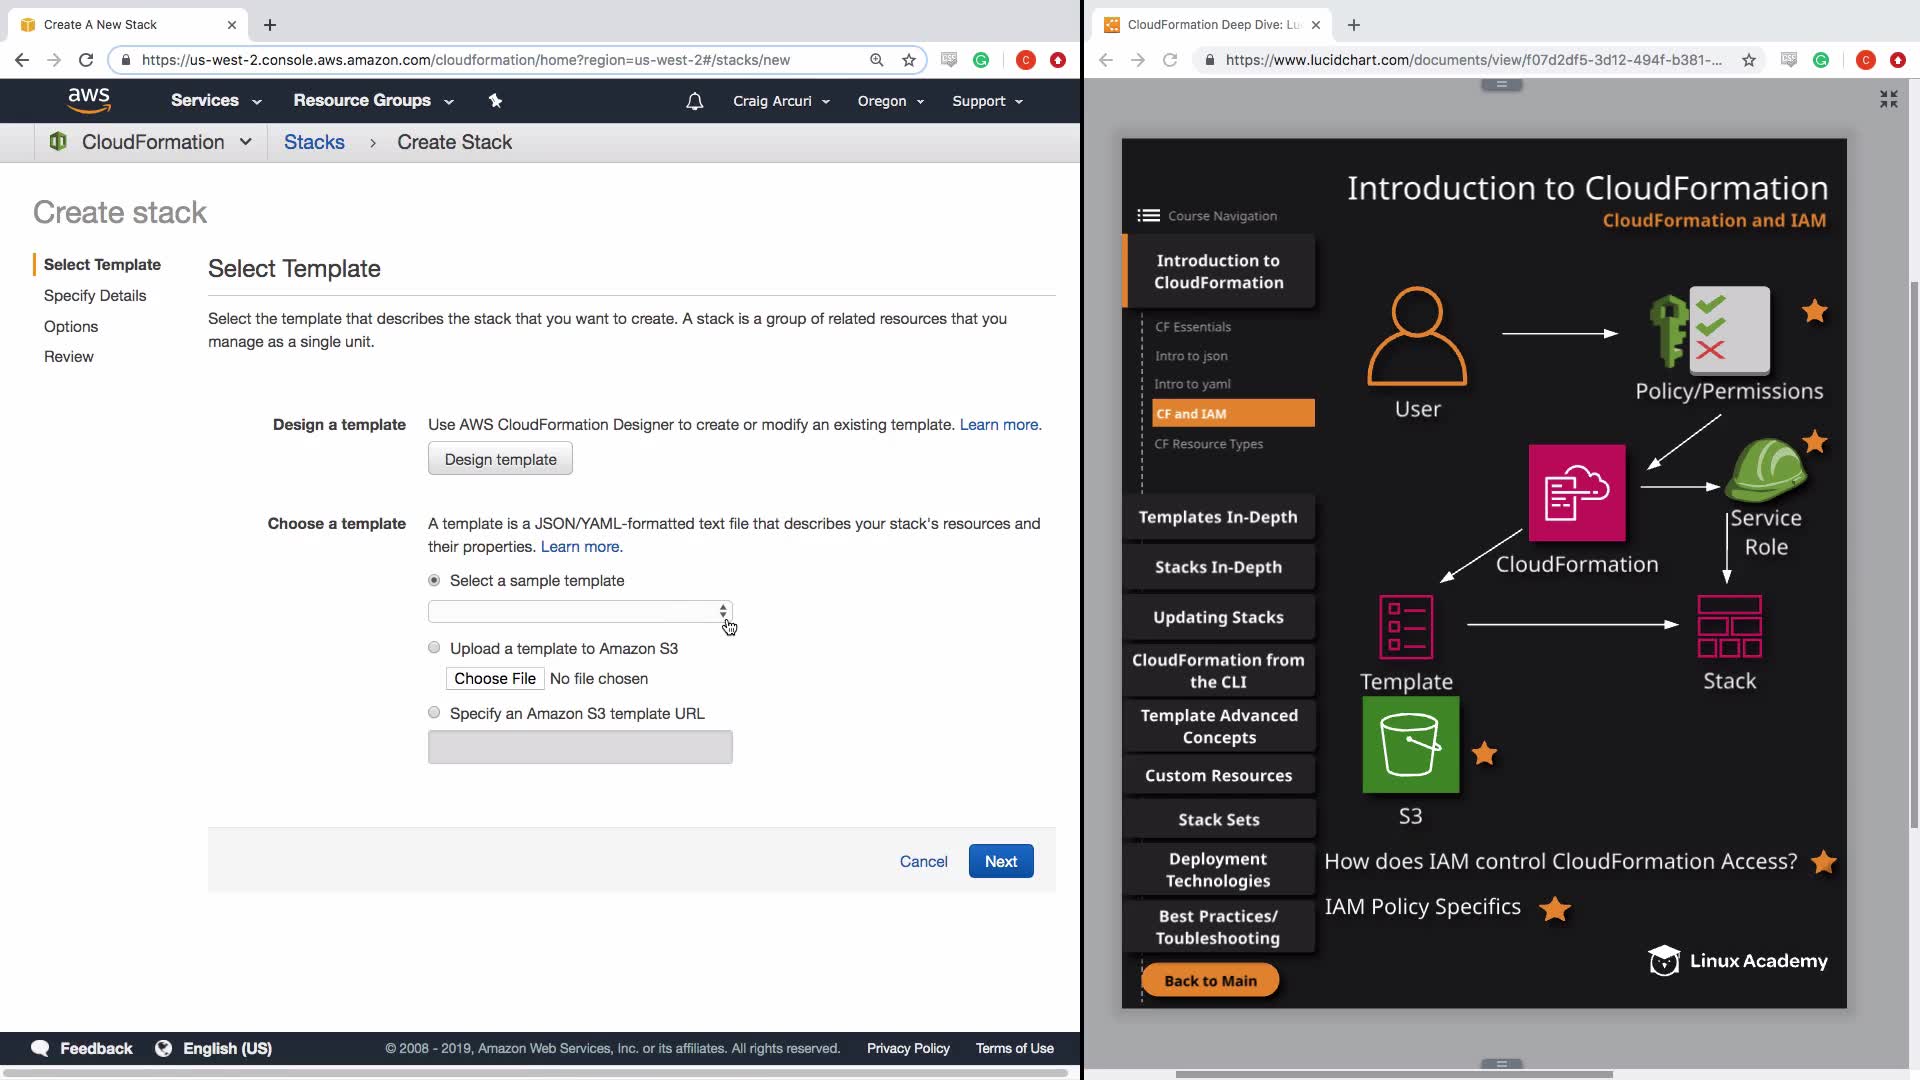 Create A New Stack
https://us-west-2.console.aws.amazon.com/cloudformation/home?region=us-west-2#/stacks/new
C
aws
Services
Resource Groups
Craig Arcuri
Oregon
Support
CloudFormation
Stacks
Create Stack
Create stack
Select Template
Specify Details
Options
Review
Select Template
Select the template that describes the stack that you want to create. A stack is a group of related resources that you
manage as a single unit.
Design a template
Use AWS CloudFormation Designer to create or modify an existing template. Learn more.
Design template
Choose a template
A template is a JSON/YAML-formatted text file that describes your stack's resources and
their properties. Learn more.
Select a sample template
Upload a template to Amazon S3
Choose File No file chosen
Specify an Amazon S3 template URL
Cancel
Next
Feedback
English (US)
© 2008 - 2019, Amazon Web Services, Inc. or its affiliates. All rights reserved.
Privacy Policy
Terms of Use
CloudFormation Deep Dive: Lu
https://www.lucidchart.com/documents/view/f07d2df5-3d12-494f-b381-...
C
Introduction to CloudFormation
CloudFormation and IAM
Course Navigation
Introduction to
CloudFormation
CF Essentials
Intro to json
Intro to yaml
CF and IAM
CF Resource Types
Templates In-Depth
Stacks In-Depth
Updating Stacks
CloudFormation from
the CLI
Template Advanced
Concepts
Custom Resources
Stack Sets
Deployment
Technologies
Best Practices/
Toubleshooting
Back to Main
User
Policy/Permissions
CloudFormation
Service
Role
Template
Stack
S3
How does IAM control CloudFormation Access?
IAM Policy Specifics
Linux Academy